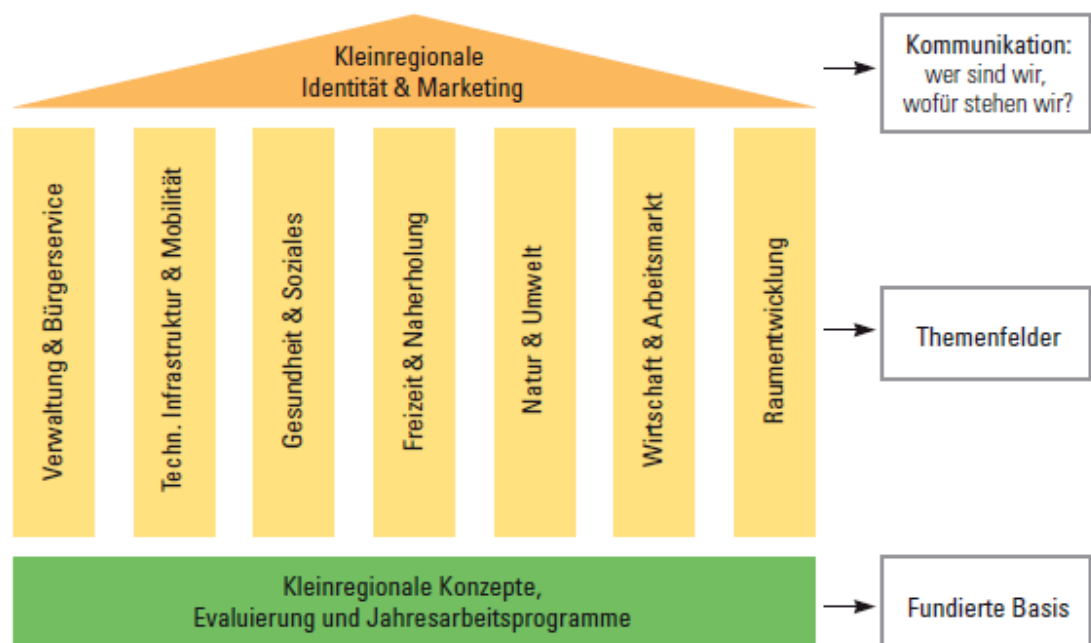 Kleinregionale
Identität & Marketing
Kommunikation:
wer sind wir,
wofür stehen wir?
Verwaltung & Bürgerservice
Techn. Infrastruktur & Mobilität
Gesundheit & Soziales
Freizeit & Naherholung
Natur & Umwelt
Wirtschaft & Arbeitsmarkt
Raumentwicklung
Themenfelder
Kleinregionale Konzepte,
Evaluierung und Jahresarbeitsprogramme
Fundierte Basis